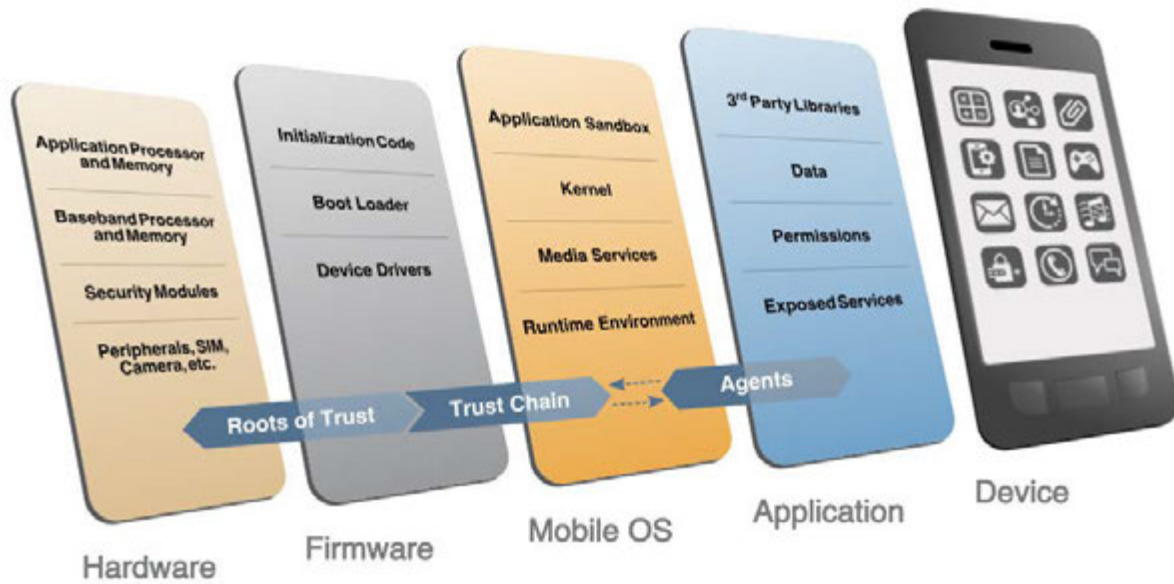 Application Processor
and Memory
Baseband Processor
and Memory
Security Modules
Peripherals, SIM,
Camera, etc.
Hardware
Initialization Code
Boot Loader
Device Drivers
Firmware
Application Sandbox
Kernel
Media Services
Runtime Environment
Mobile OS
3rd Party Libraries
Data
Permissions
Exposed Services
Application
Roots of Trust
Trust Chain
Agents
Device